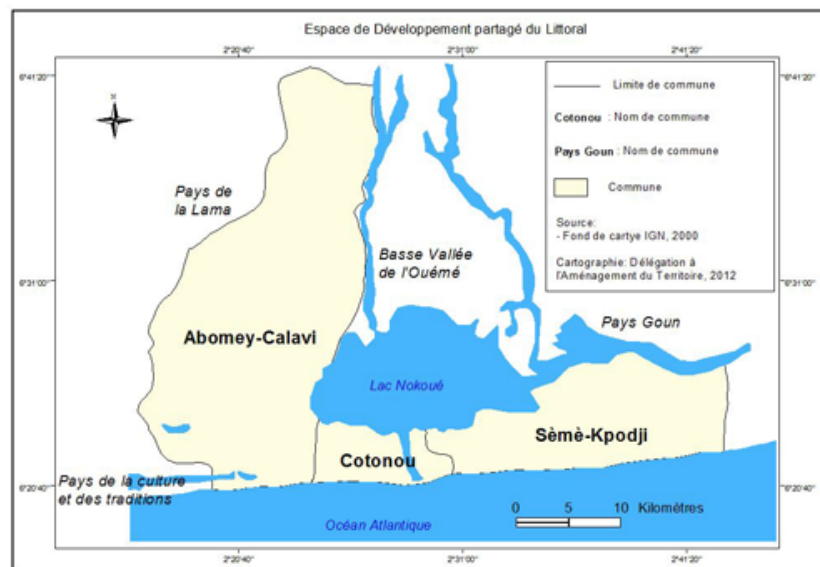 Espace de Développement partagé du Littoral
2°20'40"
2°31'00"
2°41'20"
6°41'20"
6°41'20"
Limite de commune
Cotonou : Nom de commune
Pays Goun : Nom de commune
Commune
Source:
- Fond de cartye IGN, 2000
Cartographie: Délégation à
l'Aménagement du Territoire, 2012
Pays de
la Lama
Basse Vallée
de l'Ouémé
6°31'00"
6°31'00"
Pays Goun
Abomey-Calavi
Lac Nokoué
Sèmè-Kpodji
Cotonou
Pays de la culture
et des traditions
6°20'40"
6°20'40"
0 5 10 Kilomètres
Océan Atlantique
2°20'40"
2°31'00"
2°41'20"